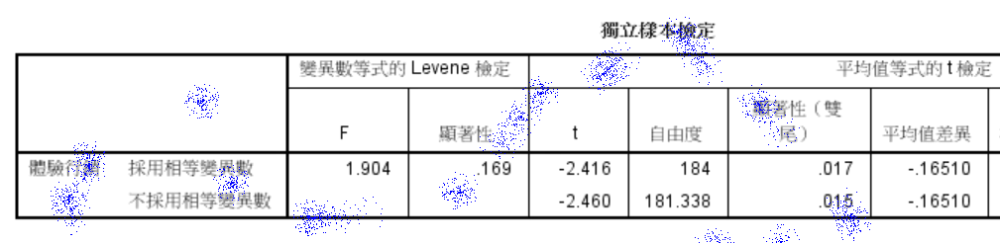 獨立樣本檢定
變異數等式的 Levene 檢定 平均值等式的 t 檢定
F 顯著性 t 自由度 顯著性（雙尾） 平均值差異
體驗行銷 採用相等變異數 1.904 .169 -2.416 184 .017 -.16510
不採用相等變異數 -2.460 181.338 .015 -.16510